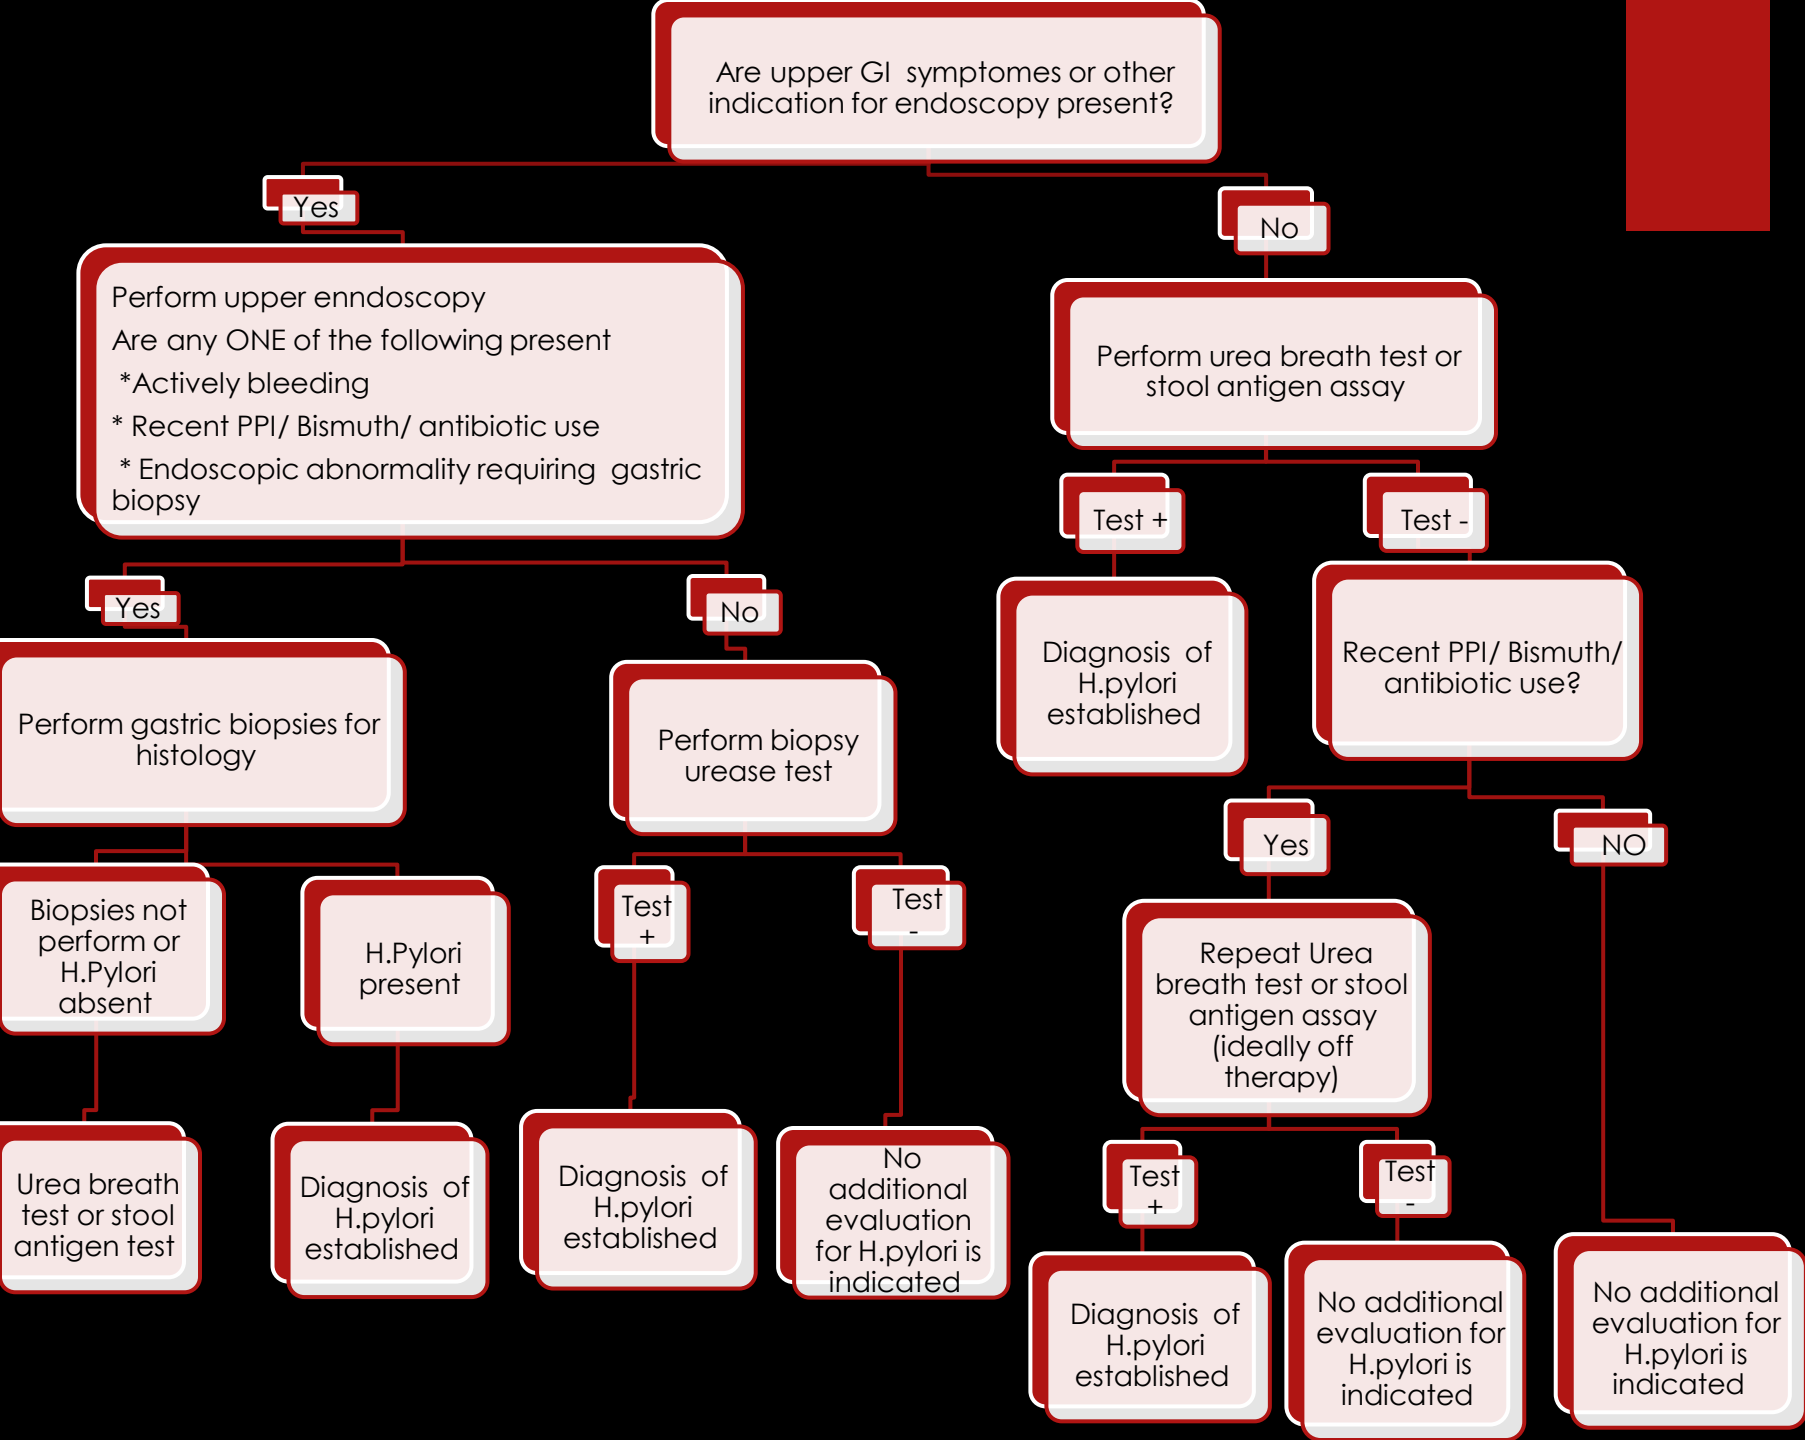 Are upper GI symptomes or other
indication for endoscopy present?
Yes
No
Perform upper enndoscopy
Are any ONE of the following present
*Actively bleeding
* Recent PPI/ Bismuth/ antibiotic use
* Endoscopic abnormality requiring gastric
biopsy
Perform urea breath test or
stool antigen assay
Test +
Test -
Yes
No
Diagnosis of
H.pylori
established
Recent PPI/ Bismuth/
antibiotic use?
Perform gastric biopsies for
histology
Perform biopsy
urease test
Yes
NO
Biopsies not
perform or
H.Pylori
absent
H.Pylori
present
Test
+
Test
-
Repeat Urea
breath test or stool
antigen assay
(ideally off
therapy)
Urea breath
test or stool
antigen test
Diagnosis of
H.pylori
established
Diagnosis of
H.pylori
established
No
additional
evaluation
for H.pylori is
indicated
Test
+
Test
-
Diagnosis of
H.pylori
established
No additional
evaluation for
H.pylori is
indicated
No additional
evaluation for
H.pylori is
indicated